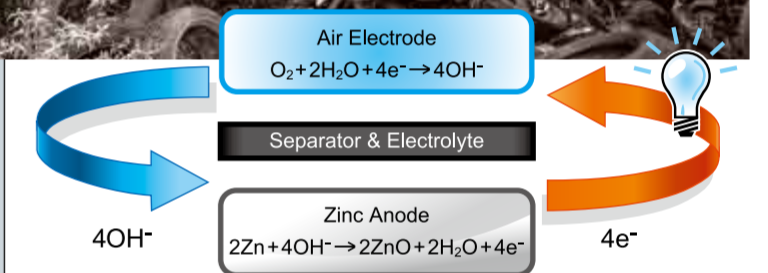 Air Electrode
O₂+2H₂O+4e⁻→4OH⁻
Separator & Electrolyte
Zinc Anode
2Zn+4OH⁻→2ZnO+2H₂O+4e⁻
4OH⁻
4e⁻